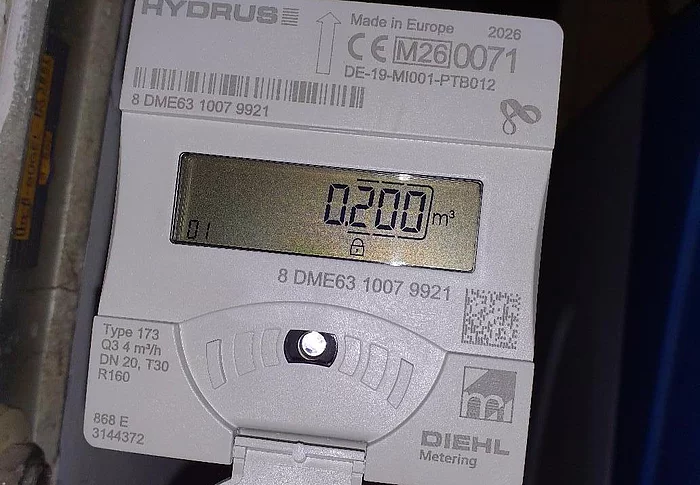 HYDRUS
Made in Europe 2026
CE M26 0071
DE-19-MI001-PTB012
8 DME63 1007 9921
0.200 m³
01
8 DME63 1007 9921
Type 173
Q3 4 m³/h
DN 20, T30
R160
868 E
3144372
DIEHL
Metering